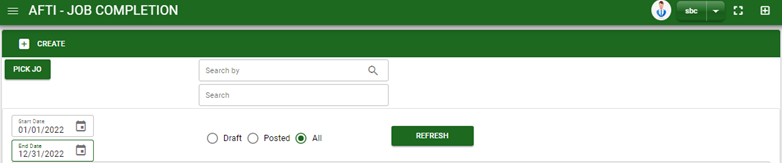 AFTI - JOB COMPLETION
sbc
CREATE
PICK JO
Search by
Search
Start Date
01/01/2022
End Date
12/31/2022
Draft
Posted
All
REFRESH